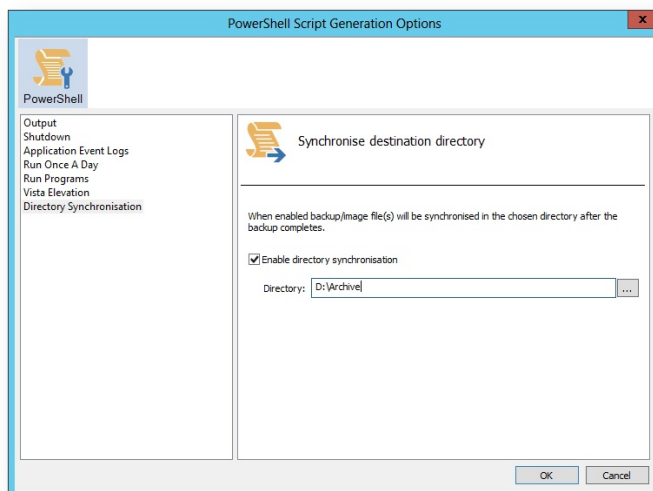 PowerShell Script Generation Options
x
PowerShell
Output
Shutdown
Application Event Logs
Run Once A Day
Run Programs
Vista Elevation
Directory Synchronisation
Synchronise destination directory
When enabled backup/image file(s) will be synchronised in the chosen directory after the
backup completes.
Enable directory synchronisation
Directory: D:\Archive ...
OK Cancel